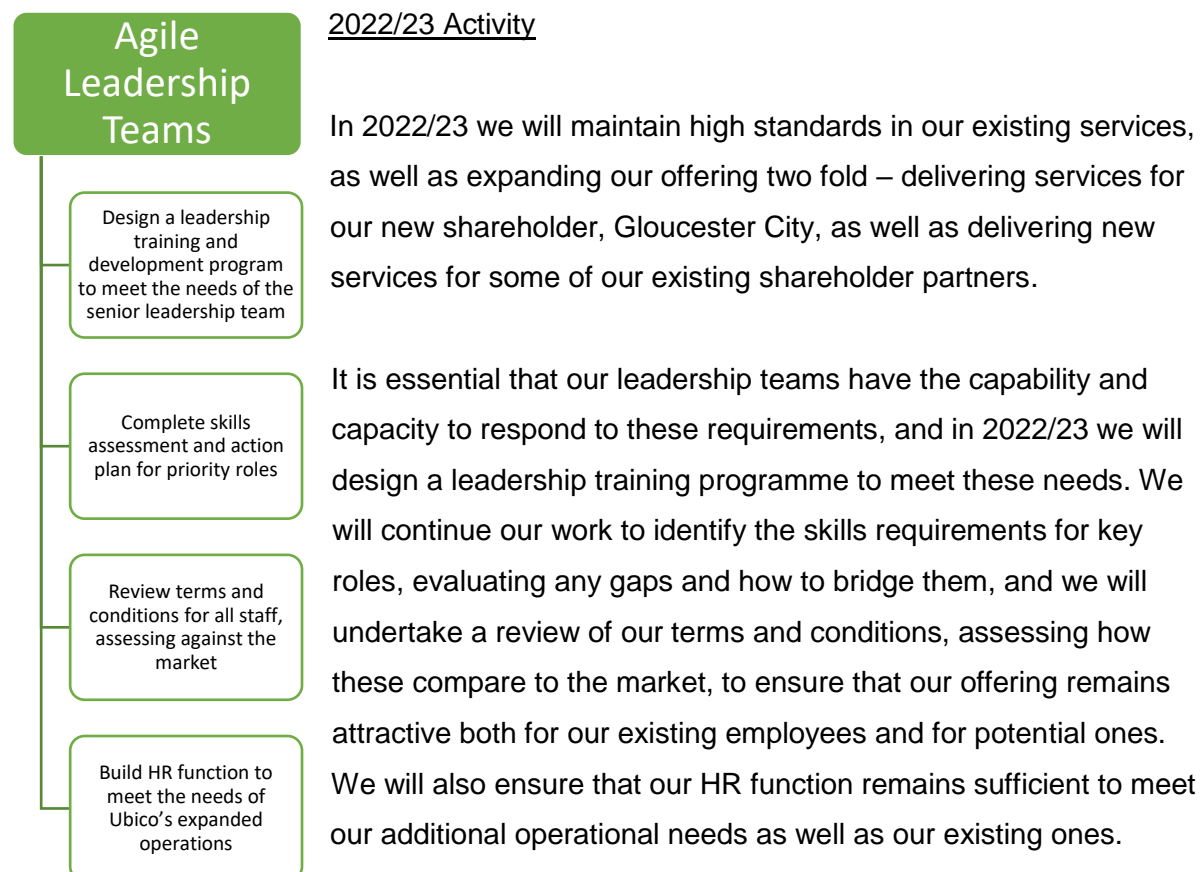 Agile
Leadership
Teams
Design a leadership
training and
development program
to meet the needs of the
senior leadership team
Complete skills
assessment and action
plan for priority roles
Review terms and
conditions for all staff,
assessing against the
market
Build HR function to
meet the needs of
Ubico’s expanded
operations
2022/23 Activity
In 2022/23 we will maintain high standards in our existing services,
as well as expanding our offering two fold – delivering services for
our new shareholder, Gloucester City, as well as delivering new
services for some of our existing shareholder partners.
It is essential that our leadership teams have the capability and
capacity to respond to these requirements, and in 2022/23 we will
design a leadership training programme to meet these needs. We
will continue our work to identify the skills requirements for key
roles, evaluating any gaps and how to bridge them, and we will
undertake a review of our terms and conditions, assessing how
these compare to the market, to ensure that our offering remains
attractive both for our existing employees and for potential ones.
We will also ensure that our HR function remains sufficient to meet
our additional operational needs as well as our existing ones.